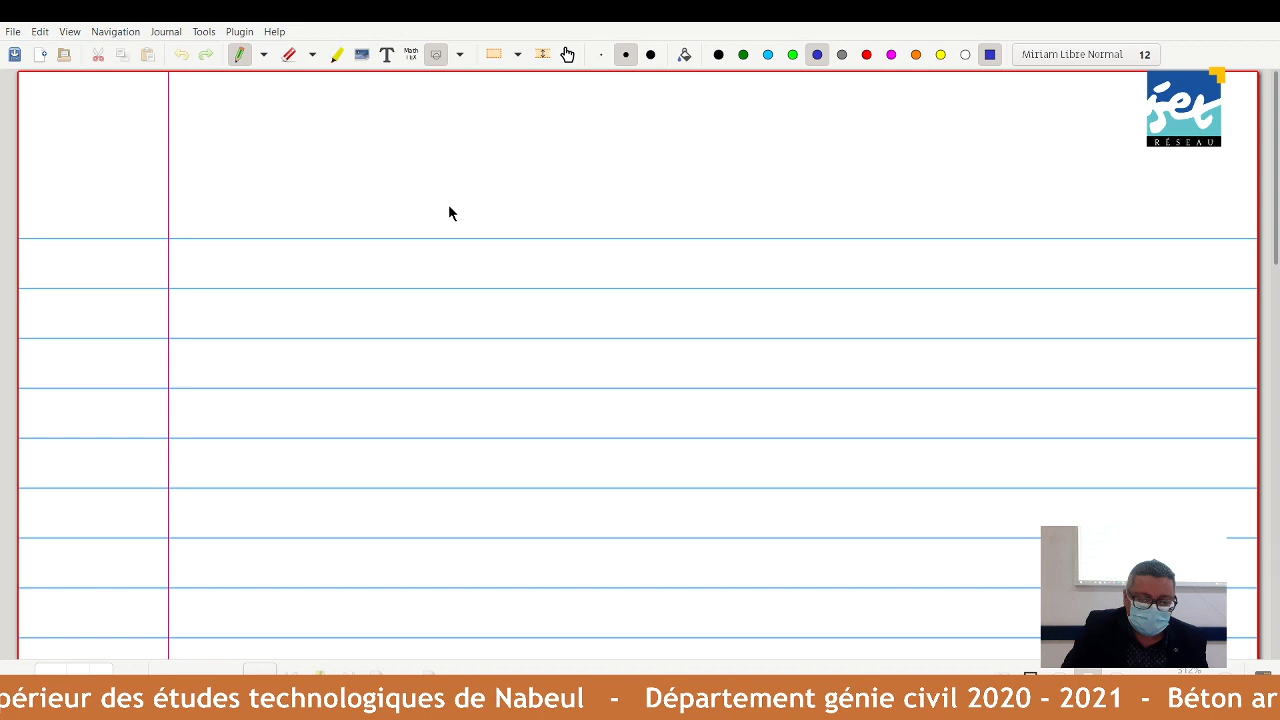 File Edit View Navigation Journal Tools Plugin Help
Math
Miriam Libre Normal 12
iset
RÉSEAU
périeur des études technologiques de Nabeul - Département génie civil 2020 - 2021 - Béton ar